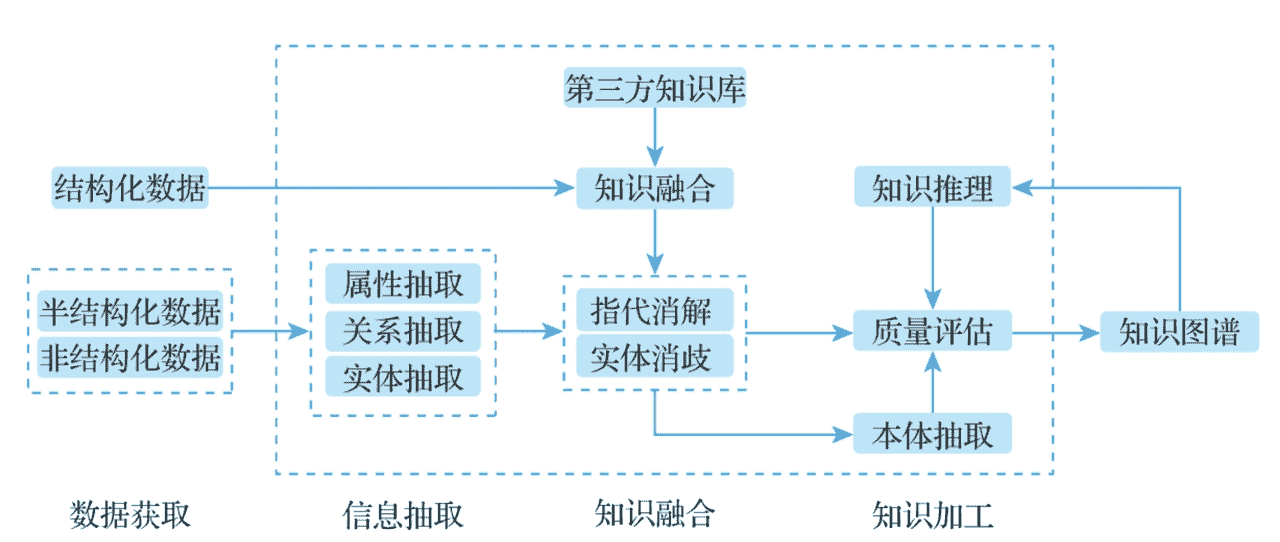 第三方知识库
结构化数据
知识融合
知识推理
半结构化数据
非结构化数据
属性抽取
关系抽取
实体抽取
指代消解
实体消歧
质量评估
知识图谱
本体抽取
数据获取
信息抽取
知识融合
知识加工